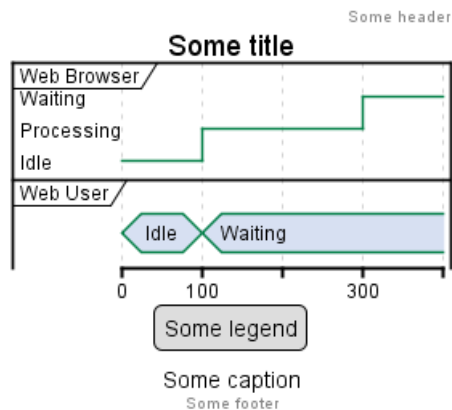 Some header
Some title
Web Browser
Waiting
Processing
Idle
Web User
Idle Waiting
0 100 300
Some legend
Some caption
Some footer